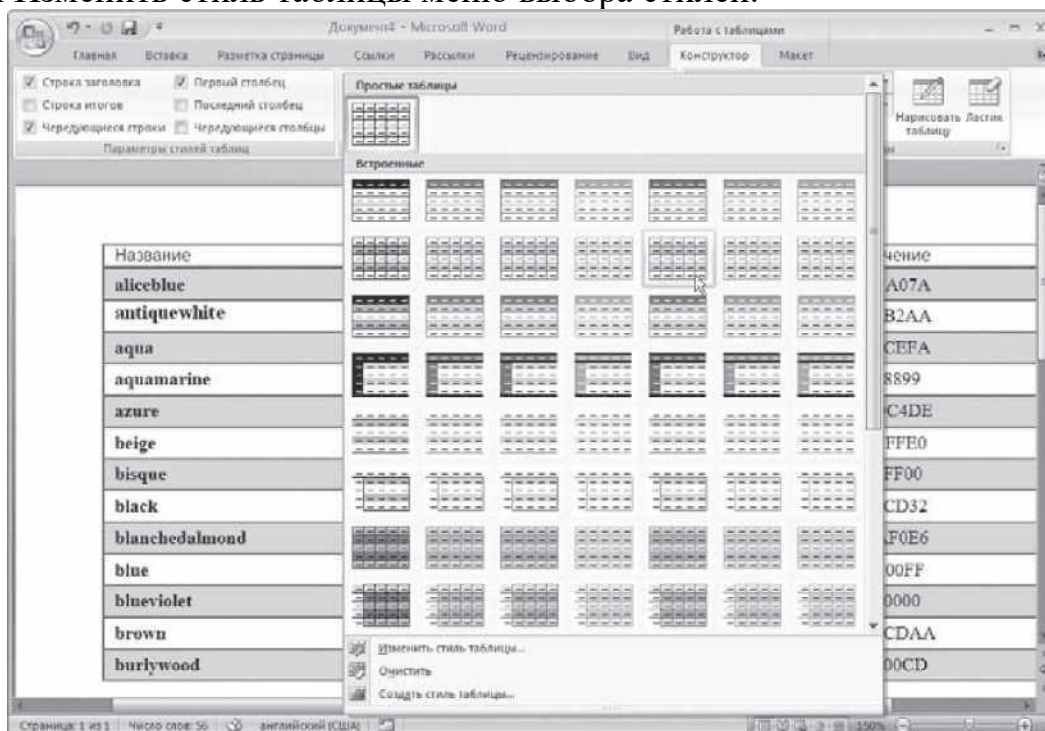 Изменить стиль таблицы меню выбора стилей.
Документ4 - Microsoft Word
Работа с таблицами
Главная Вставка Разметка страницы Ссылки Рассылки Рецензирование Вид Конструктор Макет
Строка заголовка Первый столбец
Строка итогов Последний столбец
Чередующиеся строки Чередующиеся столбцы
Параметры стилей таблиц
Простые таблицы
Встроенные
Нарисовать таблицу Ластик
Название чение
aliceblue A07A
antiquewhite B2AA
aqua CEFA
aquamarine 8899
azure C4DE
beige FFE0
bisque FF00
black CD32
blanchedalmond F0E6
blue 00FF
blueviolet 0000
brown CDAA
burlywood 00CD
Изменить стиль таблицы...
Очистить
Создать стиль таблицы...
Страница: 1 из 1 Число слов: 56 английский (США) 150%